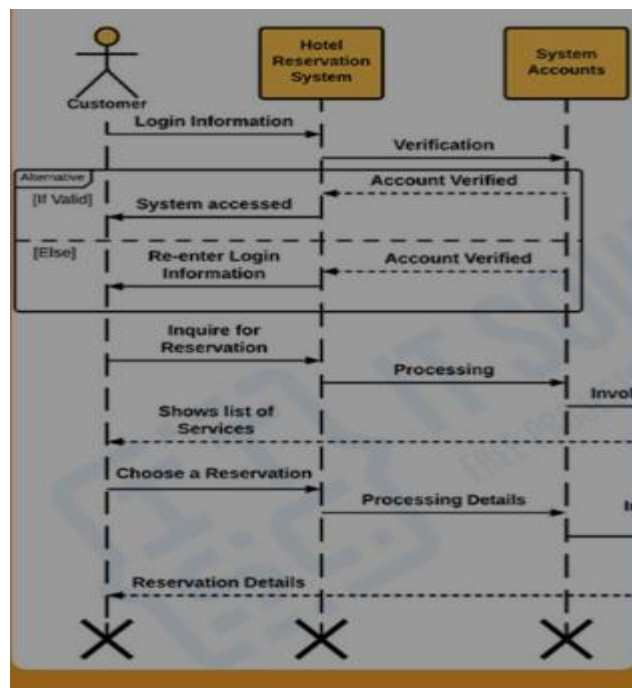 Hotel
Reservation
System
System
Accounts
Customer
Login Information
Verification
Alternative
Account Verified
[If Valid]
System accessed
[Else]
Re-enter Login
Information
Account Verified
Inquire for
Reservation
Processing
Invol
Shows list of
Services
Choose a Reservation
Processing Details
Reservation Details
IT SOU